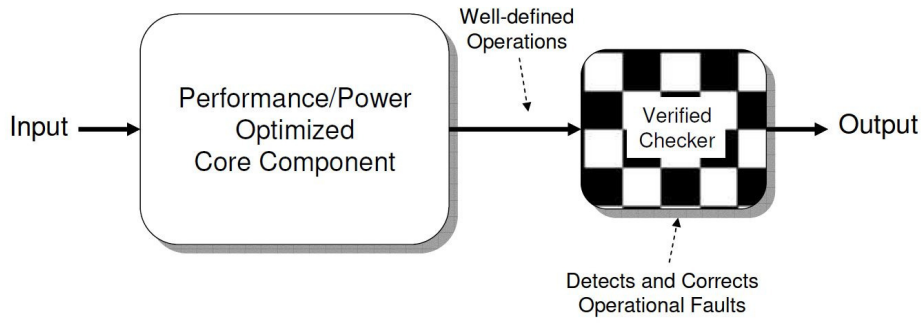 Well-defined
Operations
Input
Performance/Power
Optimized
Core Component
Verified
Checker
Output
Detects and Corrects
Operational Faults